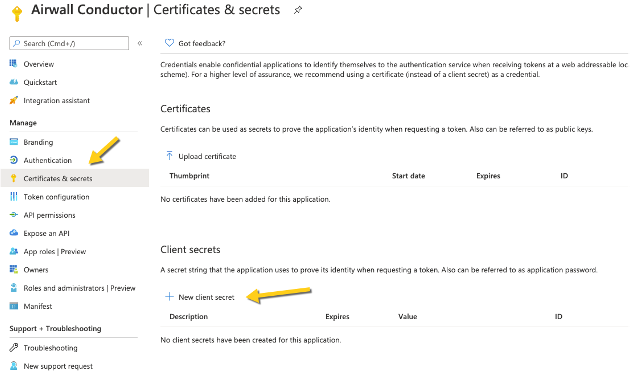 Airwall Conductor | Certificates & secrets
Search (Cmd+/)
«
Overview
Quickstart
Integration assistant
Manage
Branding
Authentication
Certificates & secrets
Token configuration
API permissions
Expose an API
App roles | Preview
Owners
Roles and administrators | Preview
Manifest
Support + Troubleshooting
Troubleshooting
New support request
Got feedback?
Credentials enable confidential applications to identify themselves to the authentication service when receiving tokens at a web addressable loc
scheme). For a higher level of assurance, we recommend using a certificate (instead of a client secret) as a credential.
Certificates
Certificates can be used as secrets to prove the application's identity when requesting a token. Also can be referred to as public keys.
Upload certificate
Thumbprint Start date Expires ID
No certificates have been added for this application.
Client secrets
A secret string that the application uses to prove its identity when requesting a token. Also can be referred to as application password.
New client secret
Description Expires Value ID
No client secrets have been created for this application.